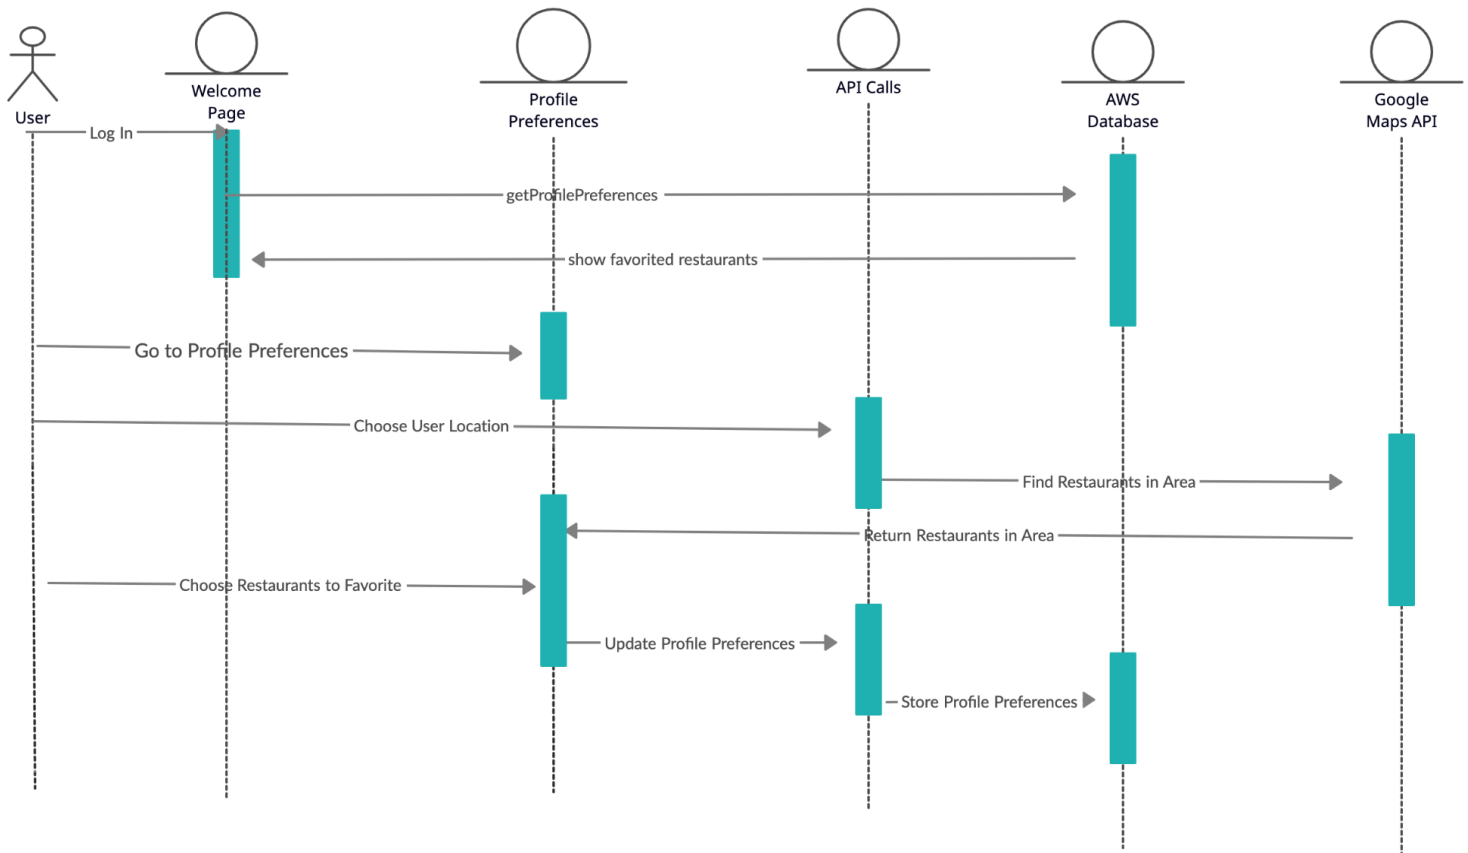 User
Welcome
Page
Profile
Preferences
API Calls
AWS
Database
Google
Maps API
Log In
getProfilePreferences
show favorited restaurants
Go to Profile Preferences
Choose User Location
Find Restaurants in Area
Return Restaurants in Area
Choose Restaurants to Favorite
Update Profile Preferences
Store Profile Preferences